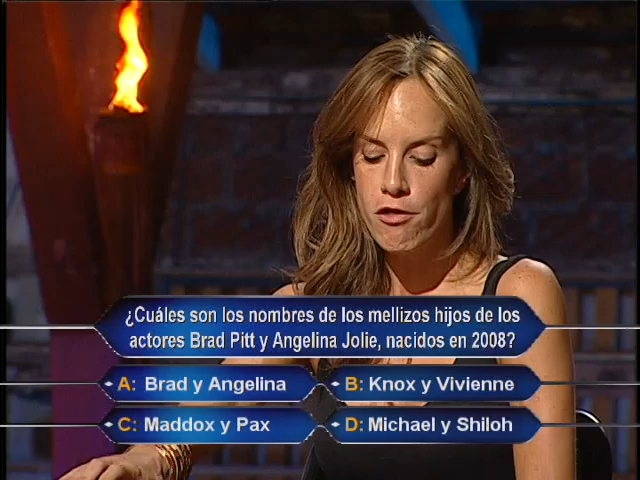 ¿Cuáles son los nombres de los mellizos hijos de los
actores Brad Pitt y Angelina Jolie, nacidos en 2008?
A: Brad y Angelina
B: Knox y Vivienne
C: Maddox y Pax
D: Michael y Shiloh